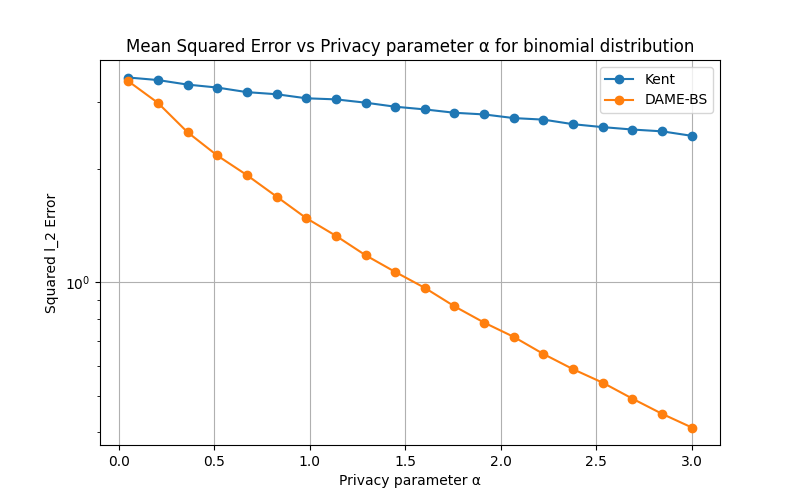 Mean Squared Error vs Privacy parameter α for binomial distribution
Kent
DAME-BS
Squared l_2 Error
10⁰
0.0 0.5 1.0 1.5 2.0 2.5 3.0
Privacy parameter α